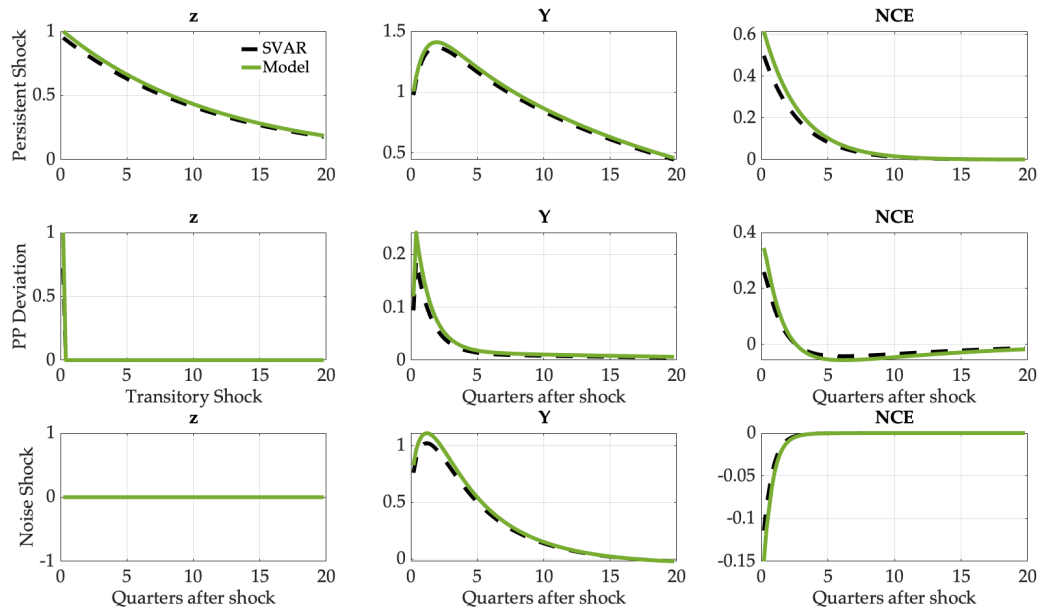 z Y NCE
Persistent Shock
1 0.5 0
SVAR
Model
1.5 1 0.5
0.6 0.4 0.2 0
0 5 10 15 20 0 5 10 15 20 0 5 10 15 20
z Y NCE
PP Deviation
1 0.5 0
0.2 0.1 0
0.4 0.2 0
0 5 10 15 20 0 5 10 15 20 0 5 10 15 20
Transitory Shock Quarters after shock Quarters after shock
z Y NCE
Noise Shock
1 0 -1
1 0.5 0
0 -0.05 -0.1 -0.15
0 5 10 15 20 0 5 10 15 20 0 5 10 15 20
Quarters after shock Quarters after shock Quarters after shock